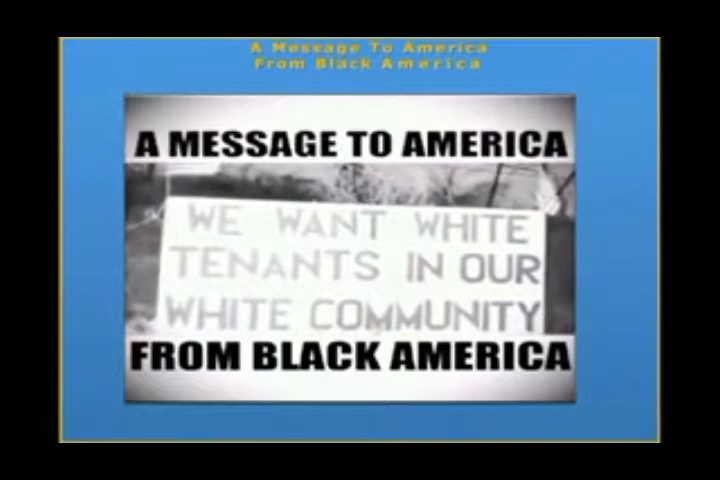 A Message To America
From Black America
A MESSAGE TO AMERICA
WE WANT WHITE
TENANTS IN OUR
WHITE COMMUNITY
FROM BLACK AMERICA